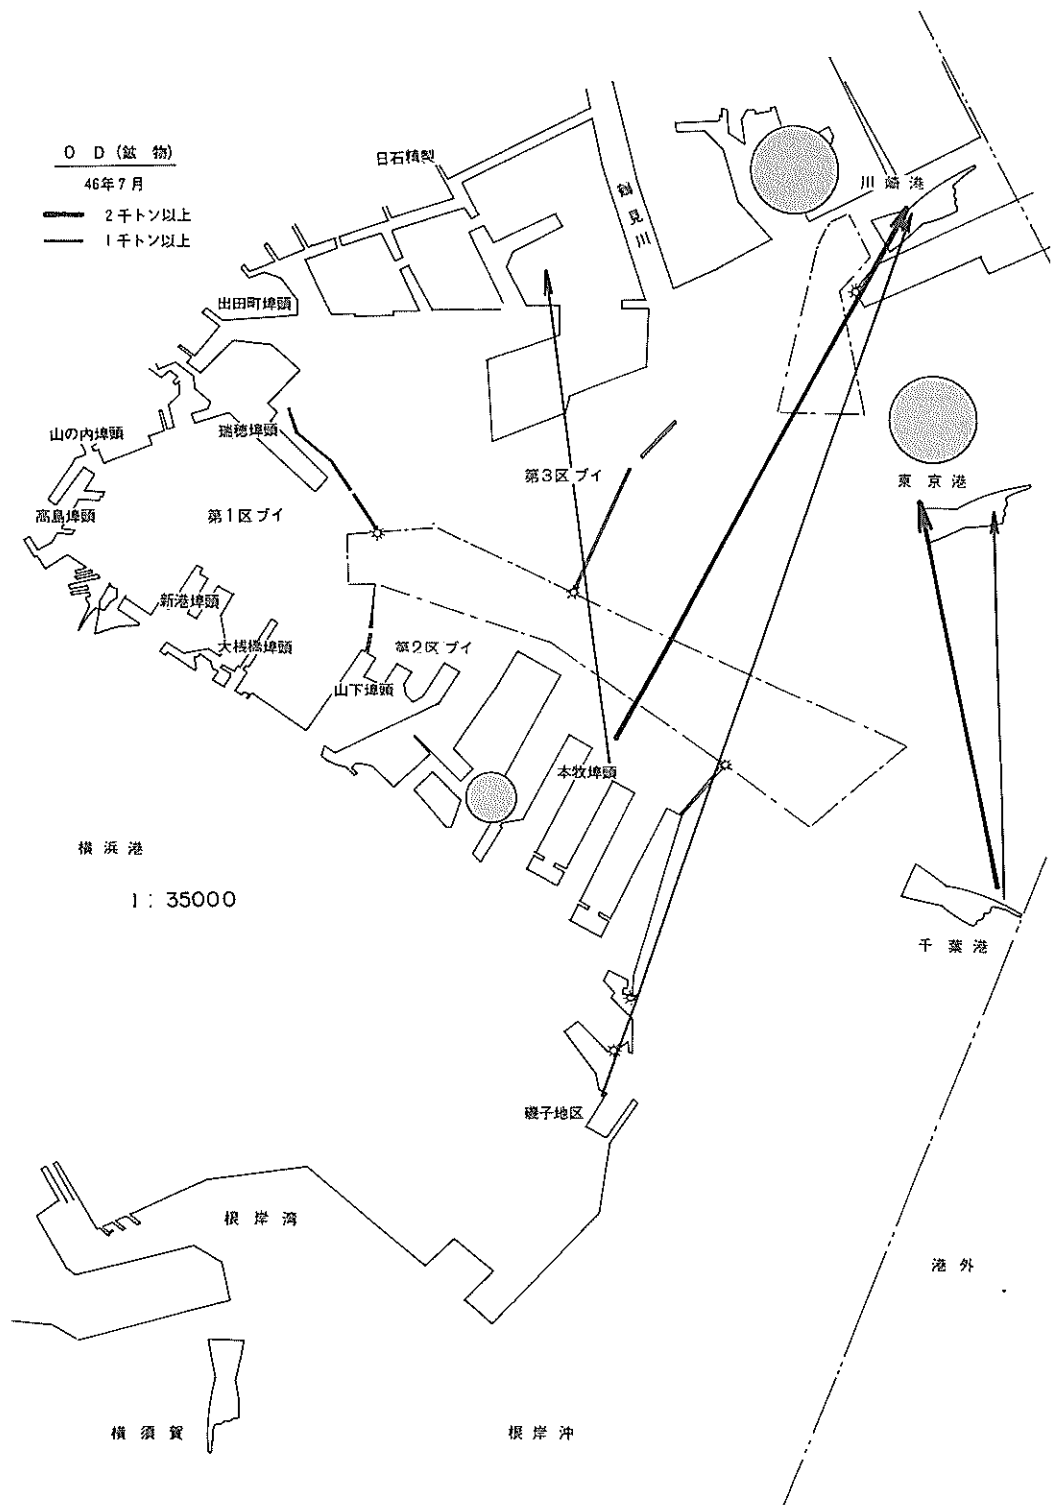 O D (鉱 物)
46年7月
2千トン以上
1千トン以上
日石精製
鶴見川
川崎港
出田町埠頭
山の内埠頭
瑞穂埠頭
高島埠頭
第1区ブイ
第3区ブイ
東京港
新港埠頭
大桟橋埠頭
第2区ブイ
山下埠頭
本牧埠頭
横浜港
1: 35000
千葉港
磯子地区
根岸湾
港外
横須賀
根岸沖